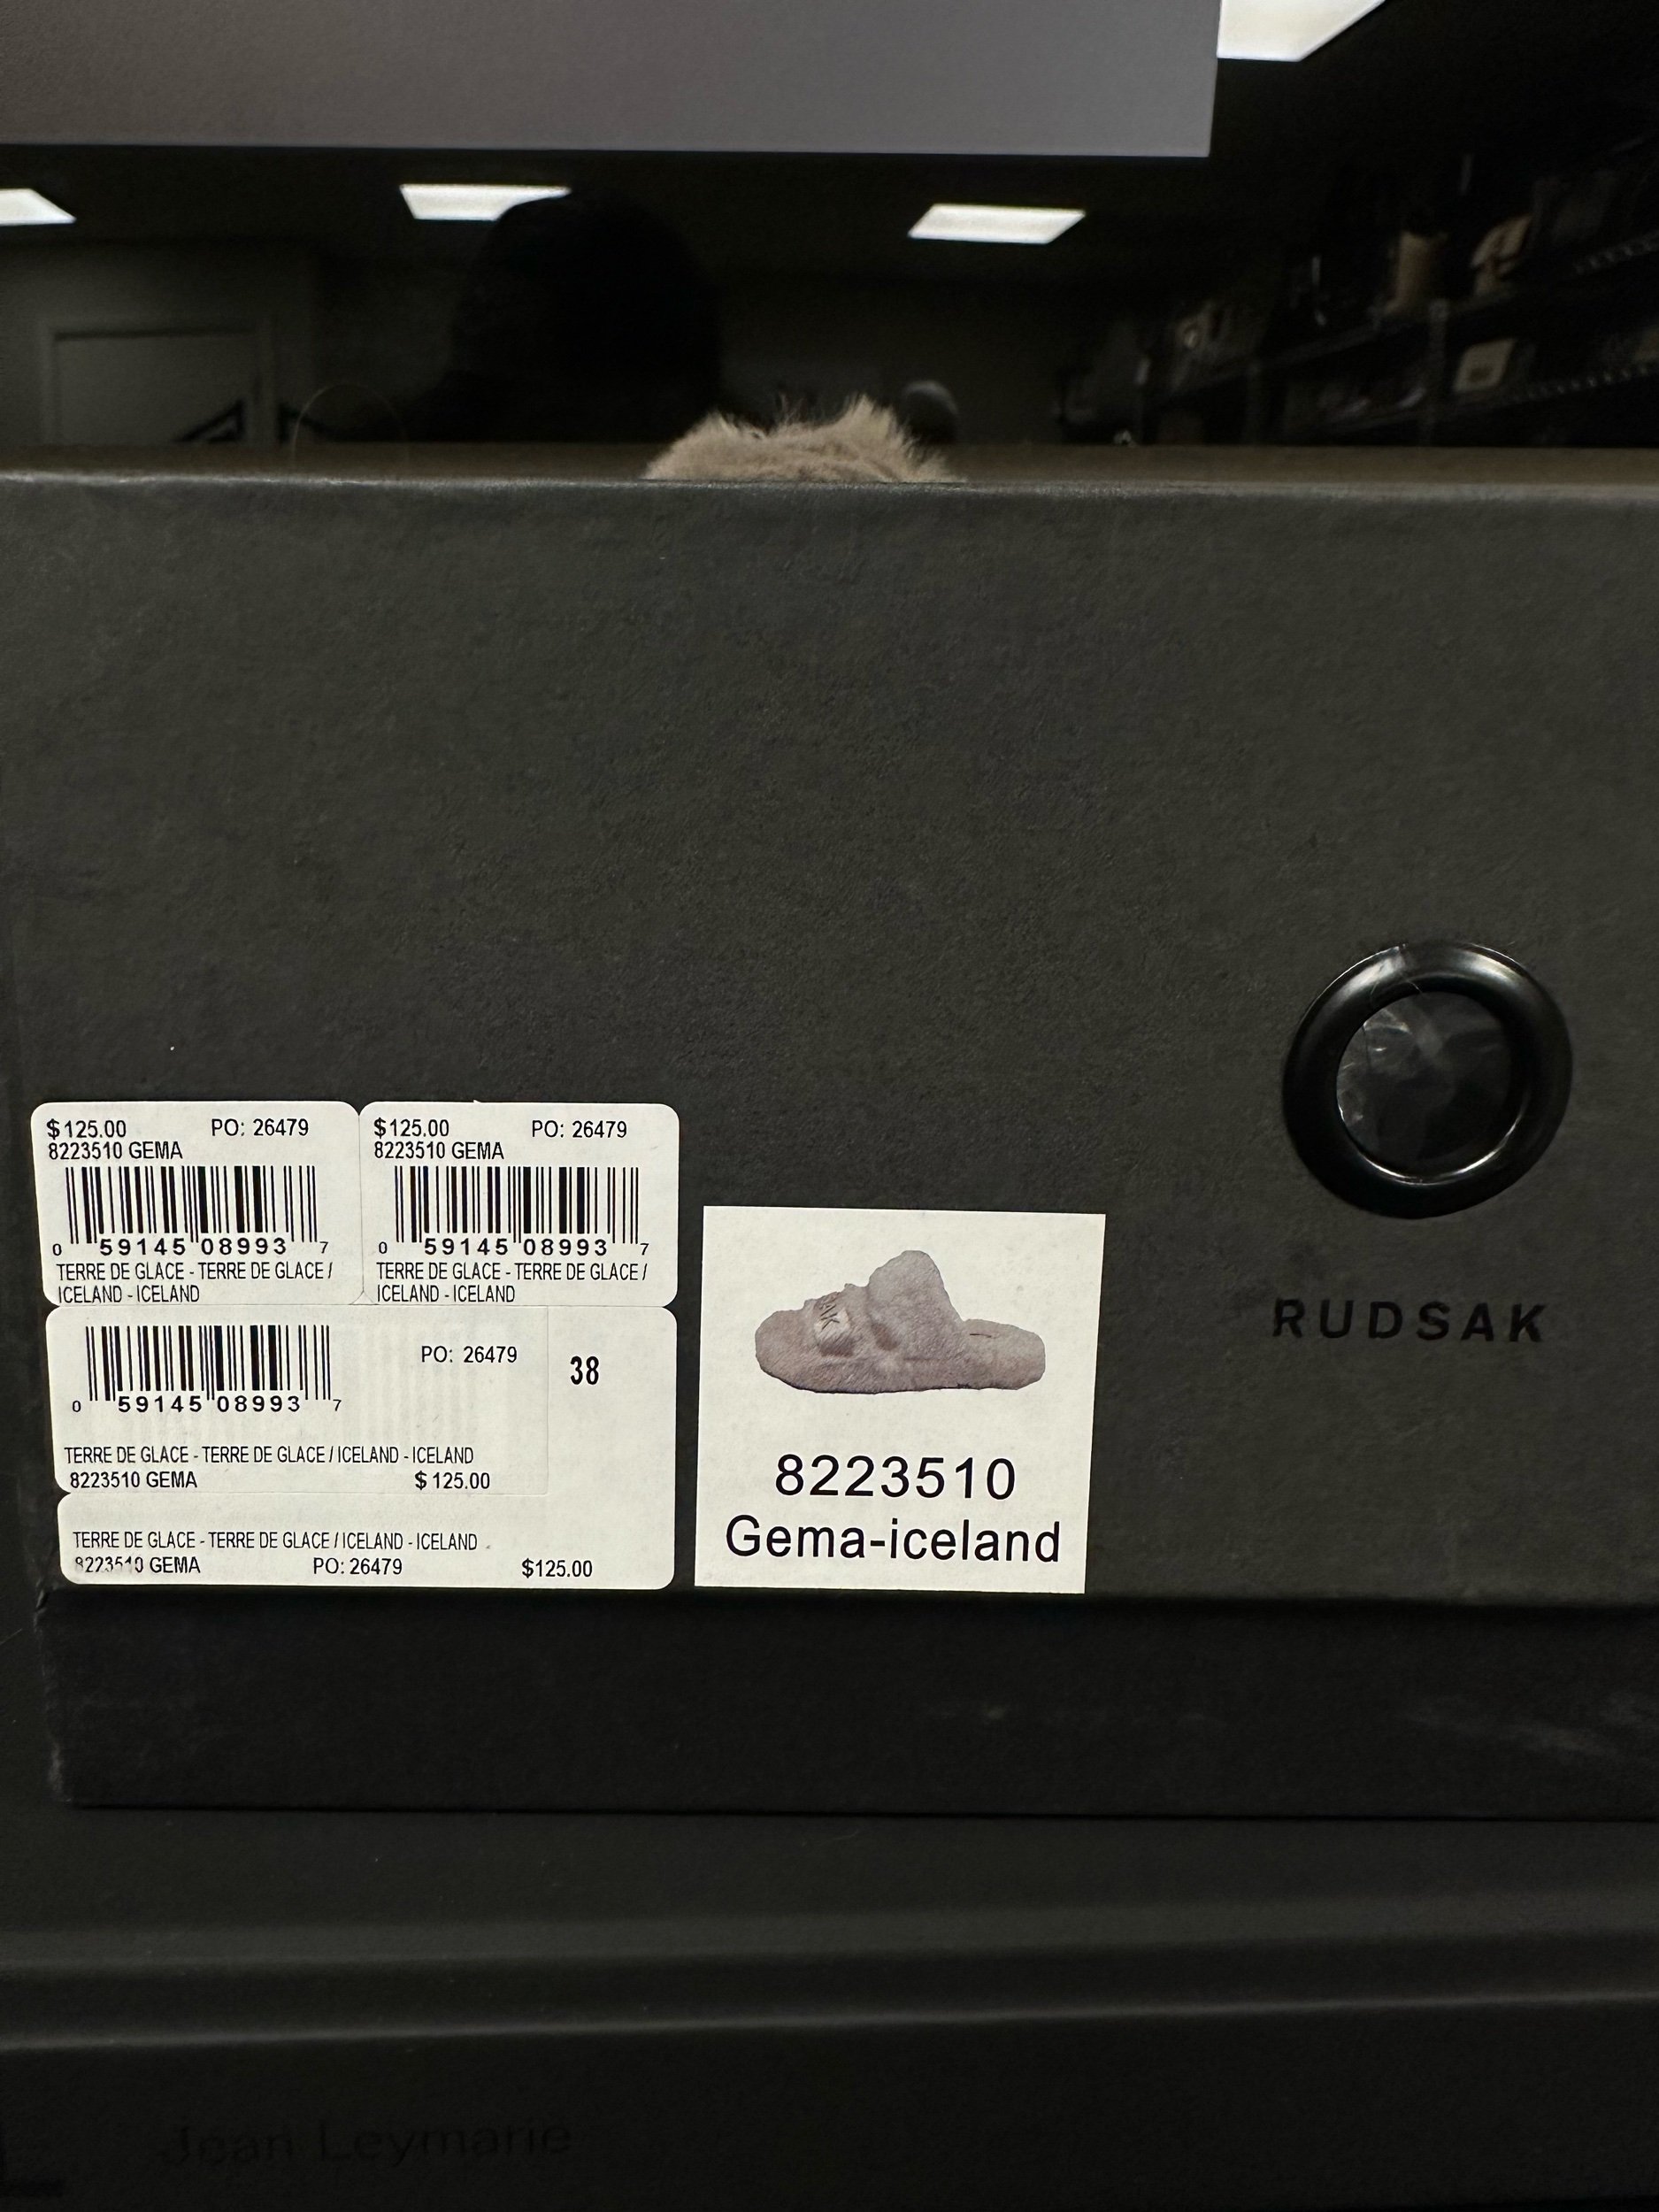 $125.00 PO: 26479
8223510 GEMA
0 59145 08993 7
TERRE DE GLACE - TERRE DE GLACE /
ICELAND - ICELAND
$125.00 PO: 26479
8223510 GEMA
0 59145 08993 7
TERRE DE GLACE - TERRE DE GLACE /
ICELAND - ICELAND
PO: 26479 38
0 59145 08993 7
TERRE DE GLACE - TERRE DE GLACE / ICELAND - ICELAND
8223510 GEMA $ 125.00
TERRE DE GLACE - TERRE DE GLACE / ICELAND - ICELAND
8223510 GEMA PO: 26479 $125.00
8223510
Gema-iceland
RUDSAK
Jean Leymarie